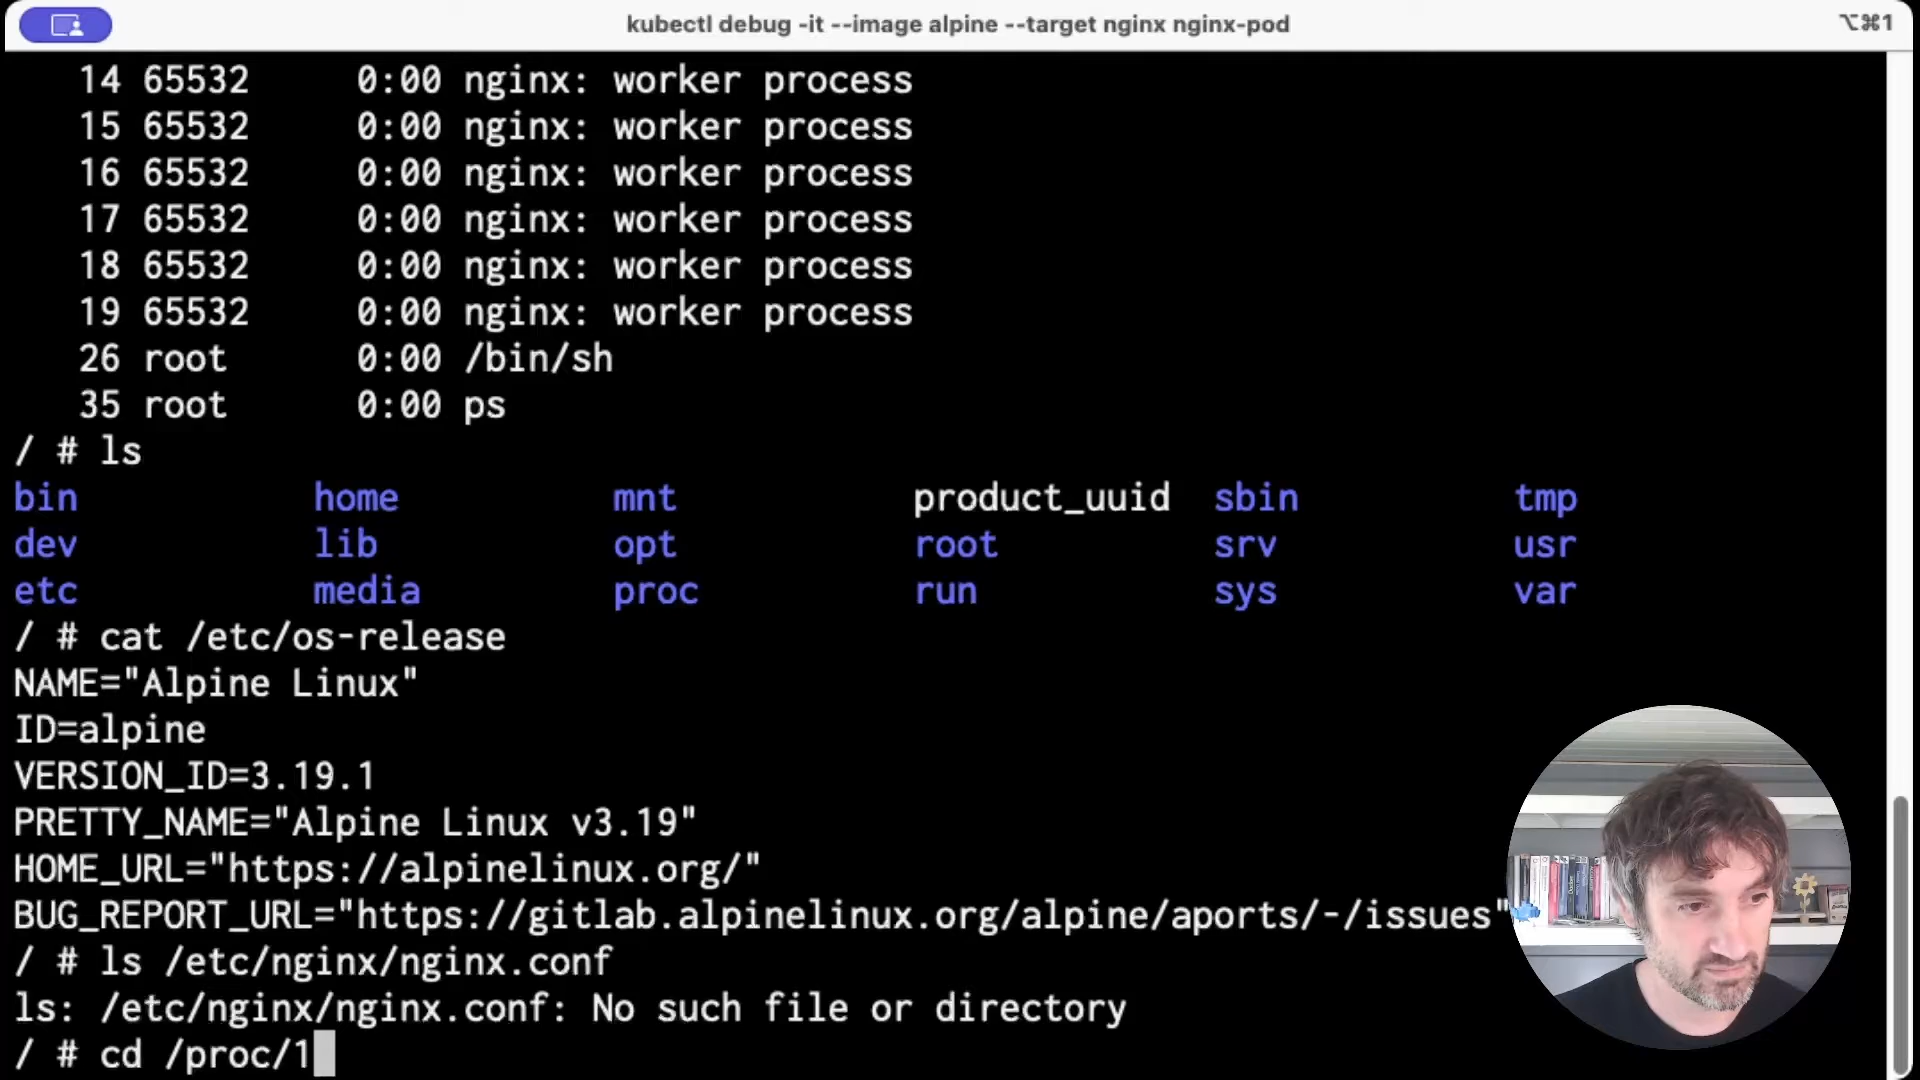 kubectl debug -it --image alpine --target nginx nginx-pod
⌥⌘1
14 65532 0:00 nginx: worker process
15 65532 0:00 nginx: worker process
16 65532 0:00 nginx: worker process
17 65532 0:00 nginx: worker process
18 65532 0:00 nginx: worker process
19 65532 0:00 nginx: worker process
26 root 0:00 /bin/sh
35 root 0:00 ps
/ # ls
bin home mnt product_uuid sbin tmp
dev lib opt root srv usr
etc media proc run sys var
/ # cat /etc/os-release
NAME="Alpine Linux"
ID=alpine
VERSION_ID=3.19.1
PRETTY_NAME="Alpine Linux v3.19"
HOME_URL="https://alpinelinux.org/"
BUG_REPORT_URL="https://gitlab.alpinelinux.org/alpine/aports/-/issues"
/ # ls /etc/nginx/nginx.conf
ls: /etc/nginx/nginx.conf: No such file or directory
/ # cd /proc/1